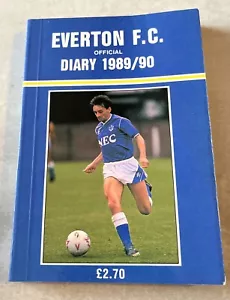 EVERTON F.C.
OFFICIAL
DIARY 1989/90
NEC
£2.70